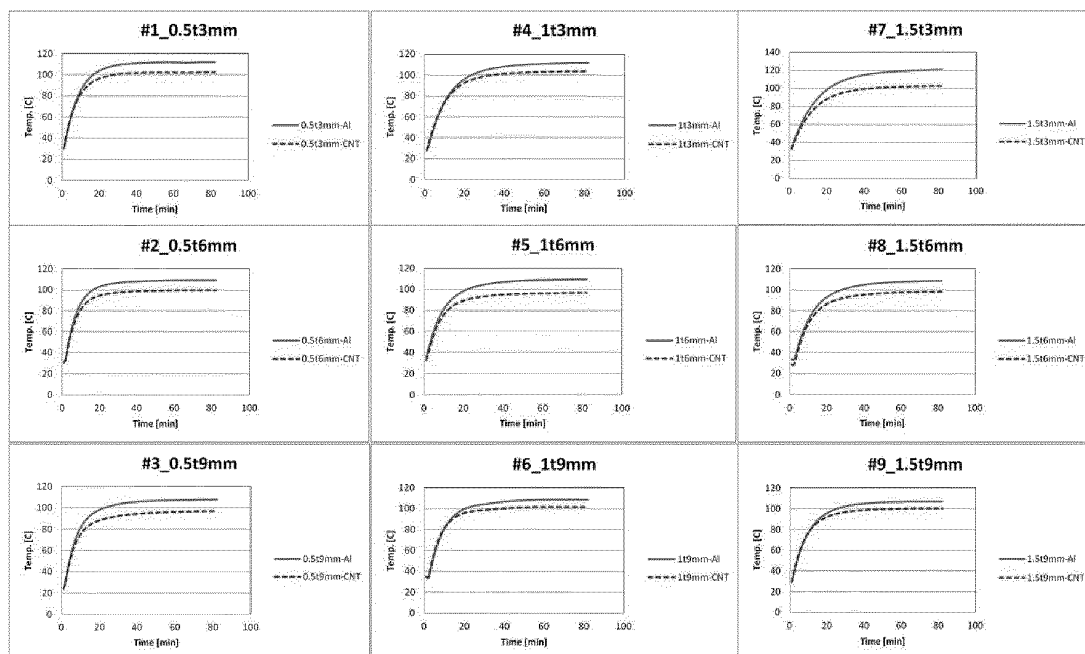 #1_0.5t3mm
Temp. [C]
120
100
80
60
40
20
0
0 20 40 60 80 100
Time [min]
0.5t3mm-Al
0.5t3mm-CNT
#4_1t3mm
Temp. [C]
120
100
80
60
40
20
0
0 20 40 60 80 100
Time [min]
1t3mm-Al
1t3mm-CNT
#7_1.5t3mm
Temp. [C]
140
120
100
80
60
40
20
0
0 20 40 60 80 100
Time [min]
1.5t3mm-Al
1.5t3mm-CNT
#2_0.5t6mm
Temp. [C]
120
100
80
60
40
20
0
0 20 40 60 80 100
Time [min]
0.5t6mm-Al
0.5t6mm-CNT
#5_1t6mm
Temp. [C]
120
100
80
60
40
20
0
0 20 40 60 80 100
Time [min]
1t6mm-Al
1t6mm-CNT
#8_1.5t6mm
Temp. [C]
120
100
80
60
40
20
0
0 20 40 60 80 100
Time [min]
1.5t6mm-Al
1.5t6mm-CNT
#3_0.5t9mm
Temp. [C]
120
100
80
60
40
20
0
0 20 40 60 80 100
Time [min]
0.5t9mm-Al
0.5t9mm-CNT
#6_1t9mm
Temp. [C]
120
100
80
60
40
20
0
0 20 40 60 80 100
Time [min]
1t9mm-Al
1t9mm-CNT
#9_1.5t9mm
Temp. [C]
120
100
80
60
40
20
0
0 20 40 60 80 100
Time [min]
1.5t9mm-Al
1.5t9mm-CNT